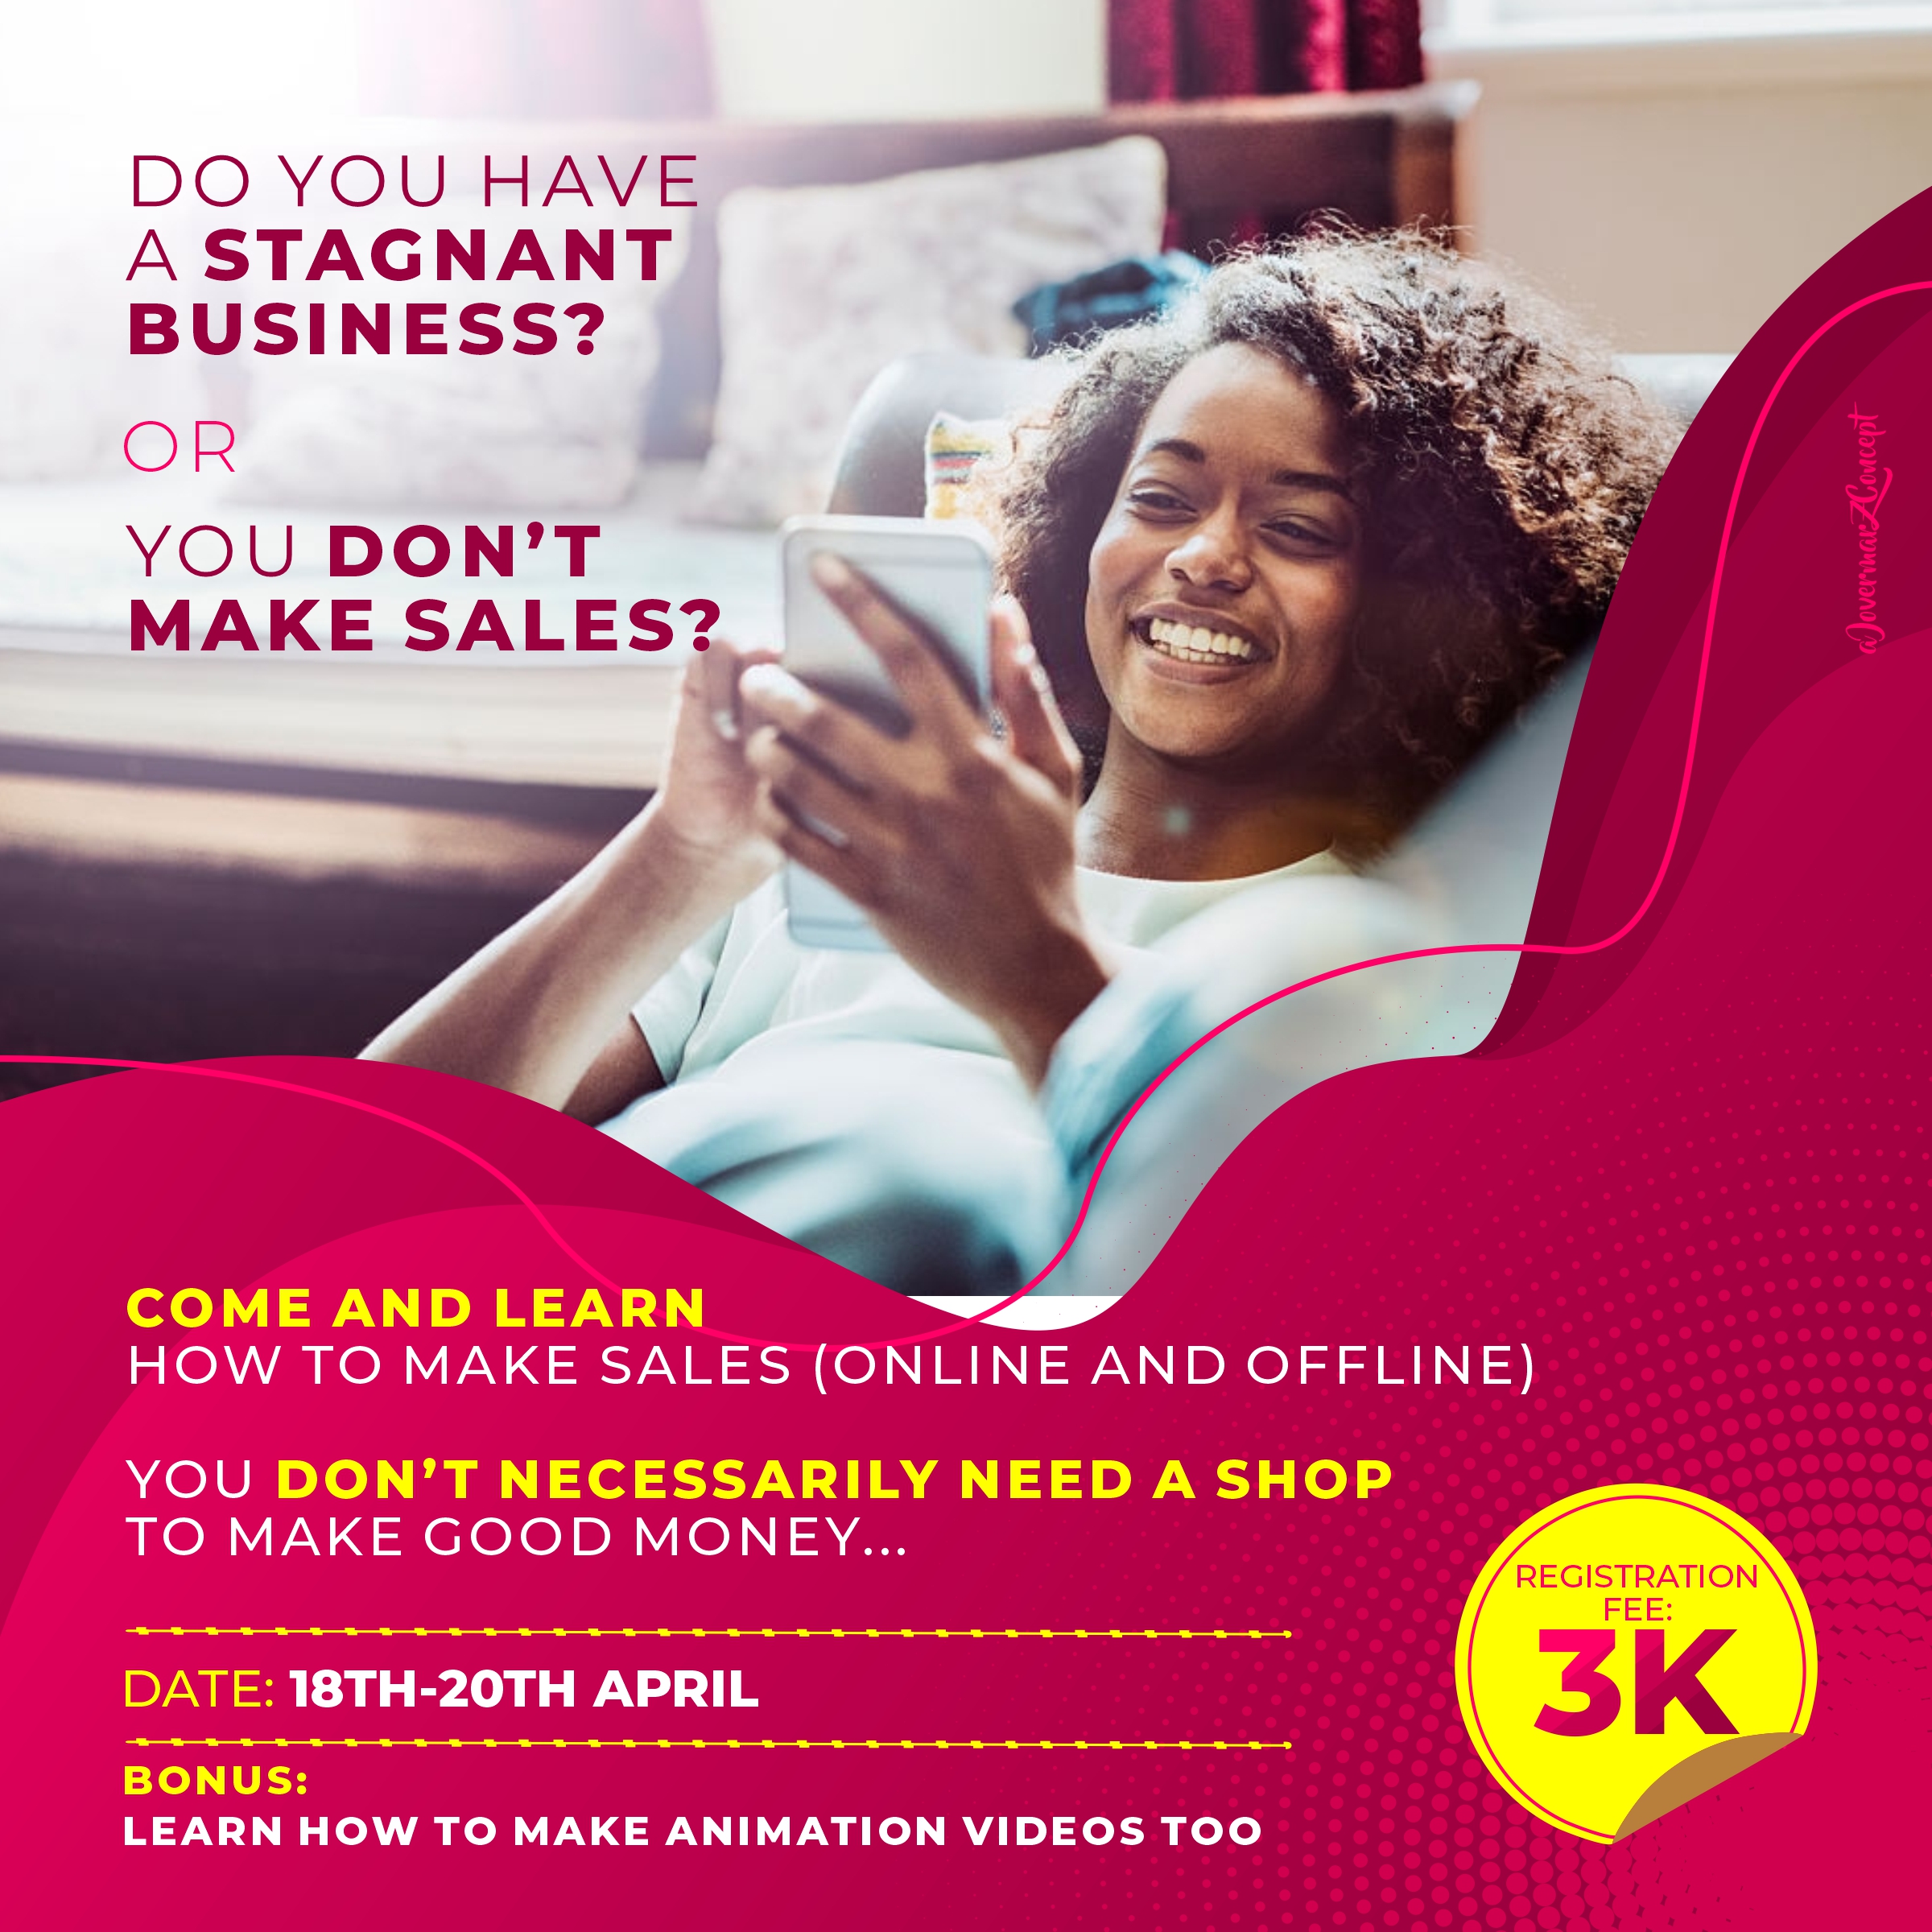 DO YOU HAVE
A STAGNANT
BUSINESS?
OR
YOU DON'T
MAKE SALES?
COME AND LEARN
HOW TO MAKE SALES (ONLINE AND OFFLINE)
YOU DON'T NECESSARILY NEED A SHOP
TO MAKE GOOD MONEY...
DATE: 18TH-20TH APRIL
BONUS:
LEARN HOW TO MAKE ANIMATION VIDEOS TOO
REGISTRATION
FEE:
3K